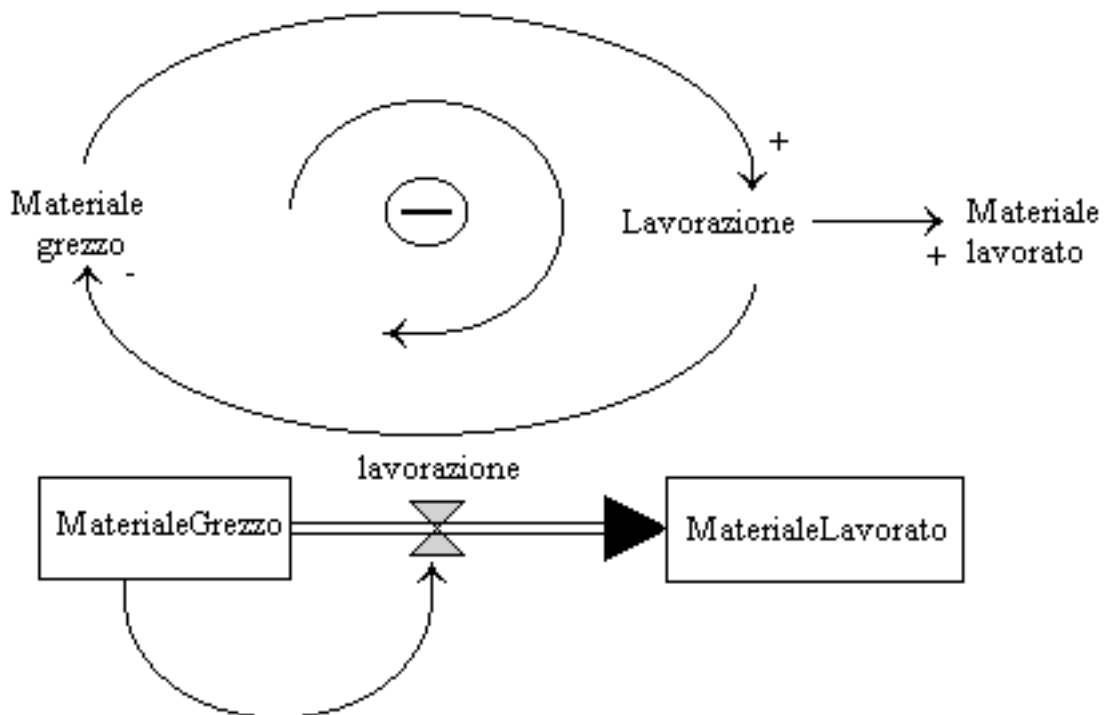 +
Materiale
grezzo
-
Lavorazione
Materiale
+ lavorato
lavorazione
MaterialeGrezzo
MaterialeLavorato